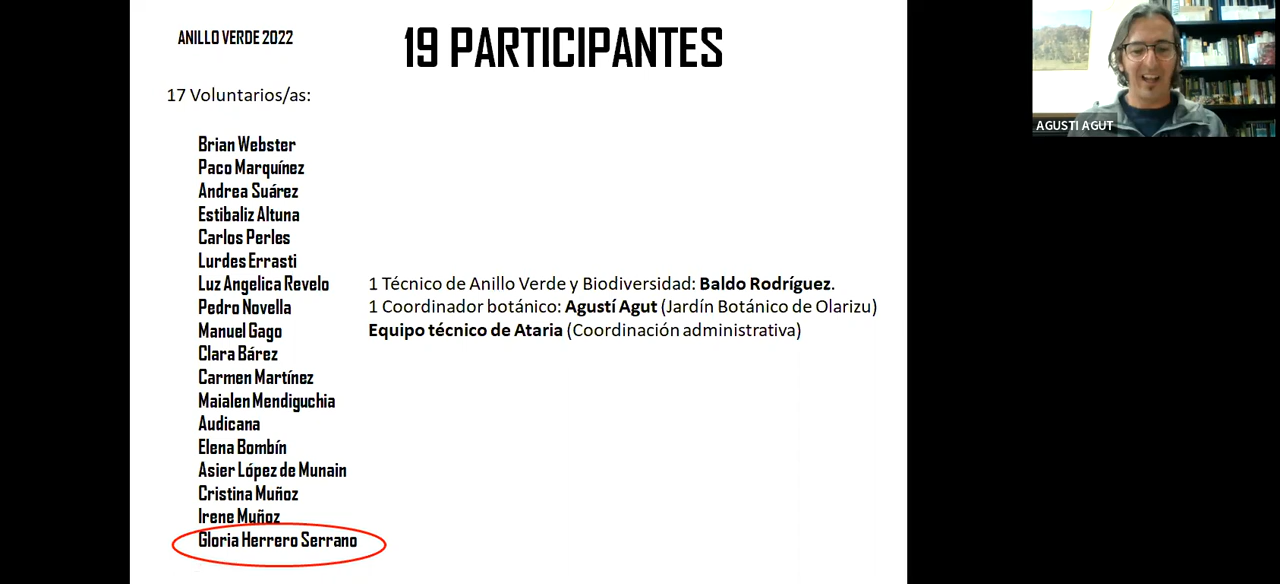 ANILLO VERDE 2022
19 PARTICIPANTES
17 Voluntarios/as:
Brian Webster
Paco Marquínez
Andrea Suárez
Estibaliz Altuna
Carlos Perles
Lurdes Errasti
Luz Angelica Revelo
Pedro Novella
Manuel Gago
Clara Bárez
Carmen Martínez
Maialen Mendiguchia
Audicana
Elena Bombín
Asier López de Munain
Cristina Muñoz
Irene Muñoz
Gloria Herrero Serrano
1 Técnico de Anillo Verde y Biodiversidad: Baldo Rodríguez.
1 Coordinador botánico: Agustí Agut (Jardín Botánico de Olarizu)
Equipo técnico de Ataria (Coordinación administrativa)
AGUSTI AGUT